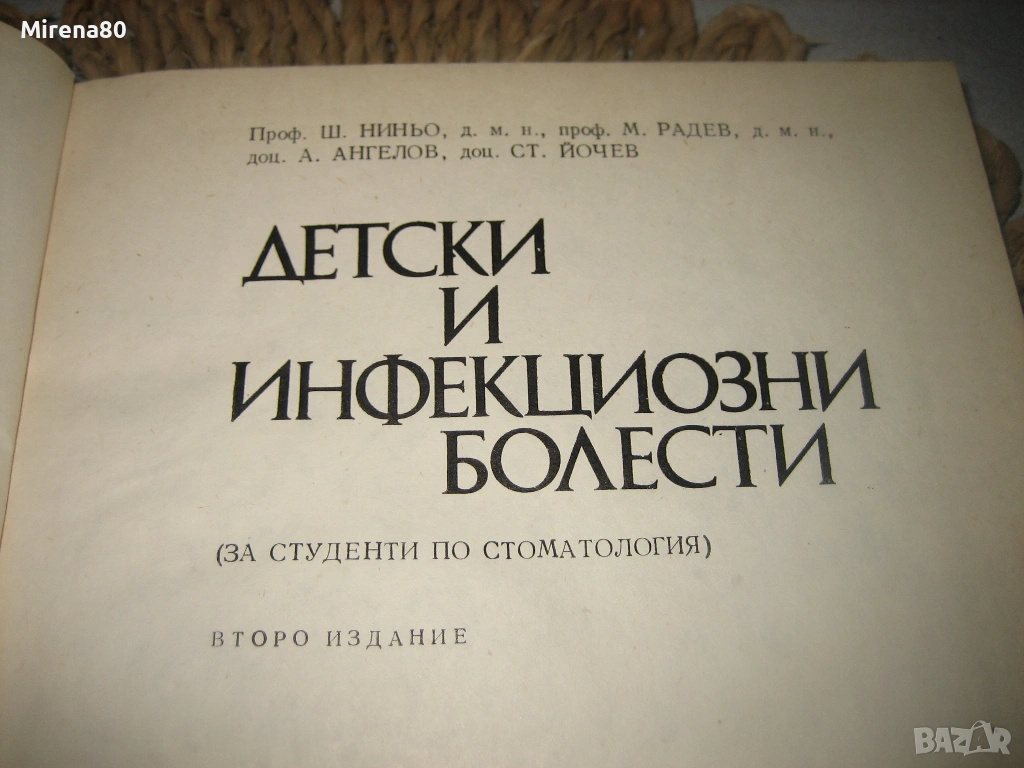 Mirena80
Проф. Ш. НИНЬО, д. м. н., проф. М. РАДЕВ, д. м. н.,
доц. А. АНГЕЛОВ, доц. СТ. ЙОЧЕВ
ДЕТСКИ
И
ИНФЕКЦИОЗНИ
БОЛЕСТИ
(ЗА СТУДЕНТИ ПО СТОМАТОЛОГИЯ)
ВТОРО ИЗДАНИЕ
BAZAR